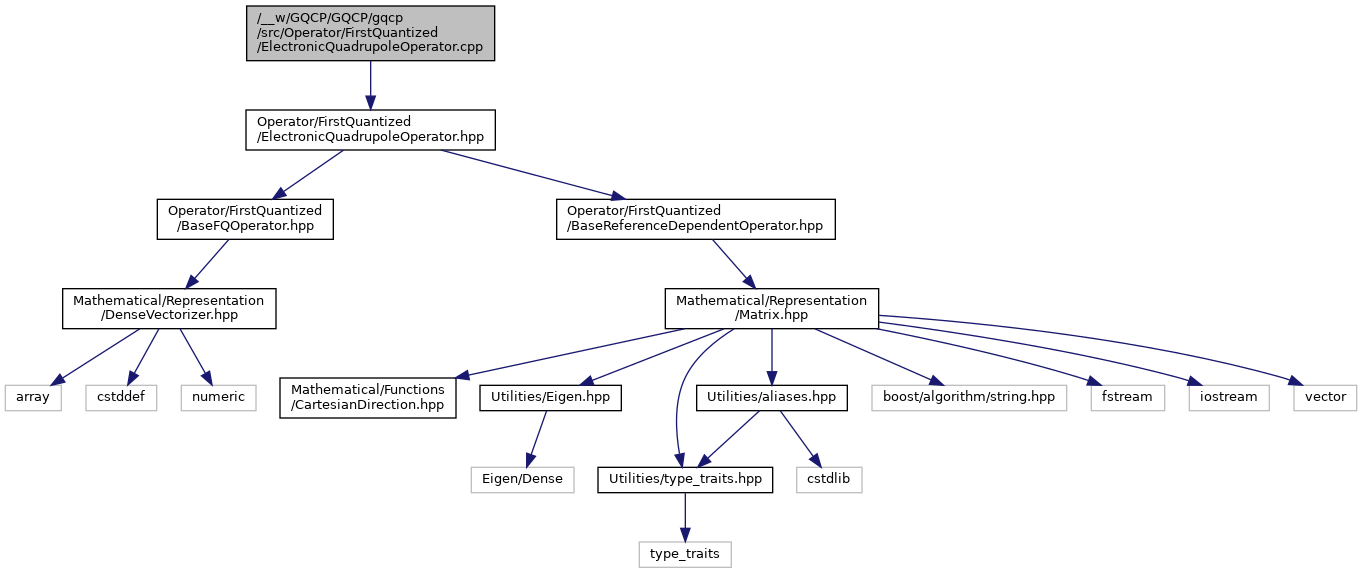 /__w/GQCP/GQCP/gqcp
/src/Operator/FirstQuantized
/ElectronicQuadrupoleOperator.cpp
Operator/FirstQuantized
/ElectronicQuadrupoleOperator.hpp
Operator/FirstQuantized
/BaseFQOperator.hpp
Operator/FirstQuantized
/BaseReferenceDependentOperator.hpp
Mathematical/Representation
/DenseVectorizer.hpp
Mathematical/Representation
/Matrix.hpp
array
cstddef
numeric
Mathematical/Functions
/CartesianDirection.hpp
Utilities/Eigen.hpp
Utilities/aliases.hpp
boost/algorithm/string.hpp
fstream
iostream
vector
Eigen/Dense
Utilities/type_traits.hpp
cstdlib
type_traits